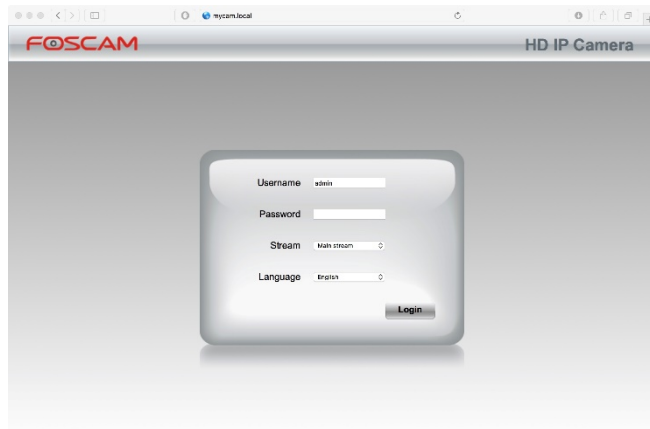 mycam.local
FOSCAM
HD IP Camera
Username admin
Password
Stream Main stream
Language English
Login